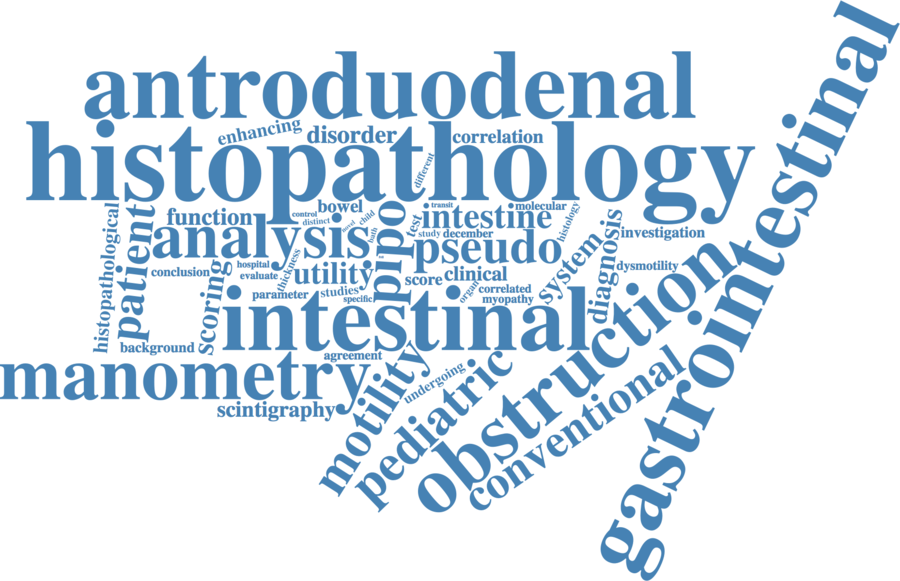 antroduodenal
histopathology
gastrointestinal
enhancing
disorder
correlation
different
histopathological
patient
function
analysis
control
distinct
novel
child
both
bowel
pipo
transit
intestine
molecular
test
study
december
histology
investigation
pseudo
system
diagnosis
dysmotility
conclusion
scoring
hospital
evaluate
thickness
utility
score
clinical
organ
correlated
myopathy
parameter
studies
specific
intestinal
obstruction
background
agreement
manometry
scintigraphy
motility
undergoing
pediatric
conventional